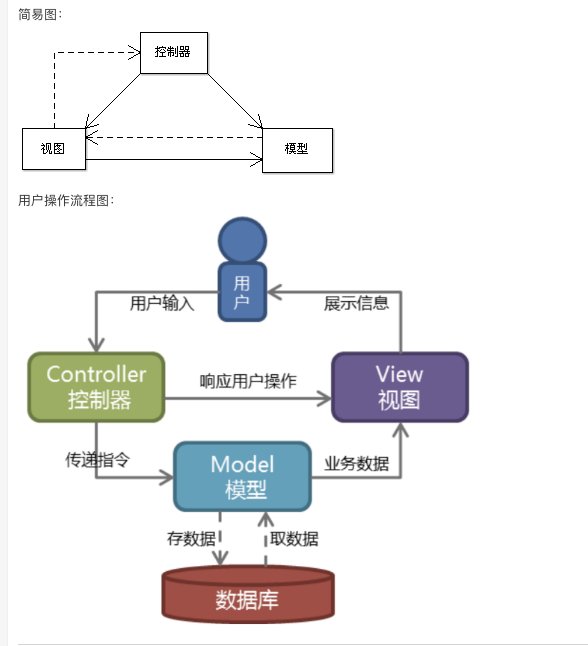 简易图：
控制器
视图
模型
用户操作流程图：
用
户
用户输入
展示信息
Controller
控制器
响应用户操作
View
视图
传递指令
Model
模型
业务数据
存数据
取数据
数据库